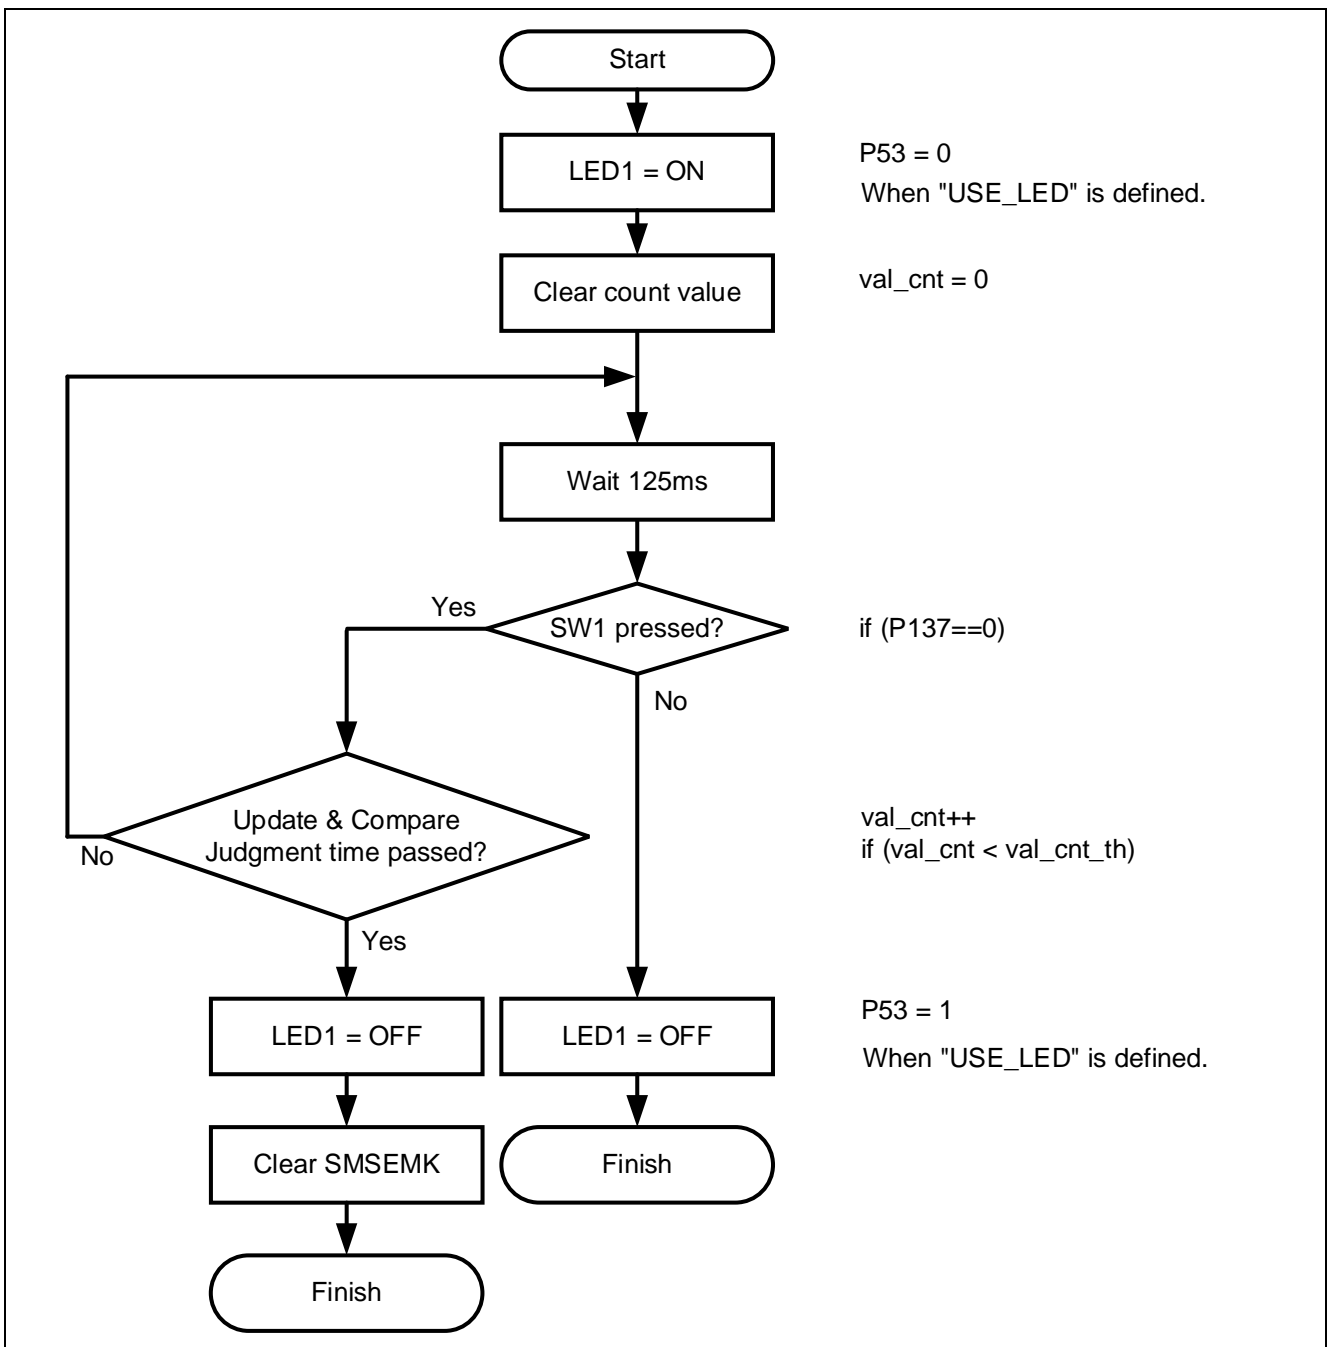 Start
LED1 = ON
P53 = 0
When "USE_LED" is defined.
Clear count value
val_cnt = 0
Wait 125ms
Yes
SW1 pressed?
if (P137==0)
No
Update & Compare
Judgment time passed?
val_cnt++
if (val_cnt < val_cnt_th)
No
Yes
LED1 = OFF
LED1 = OFF
P53 = 1
When "USE_LED" is defined.
Clear SMSEMK
Finish
Finish